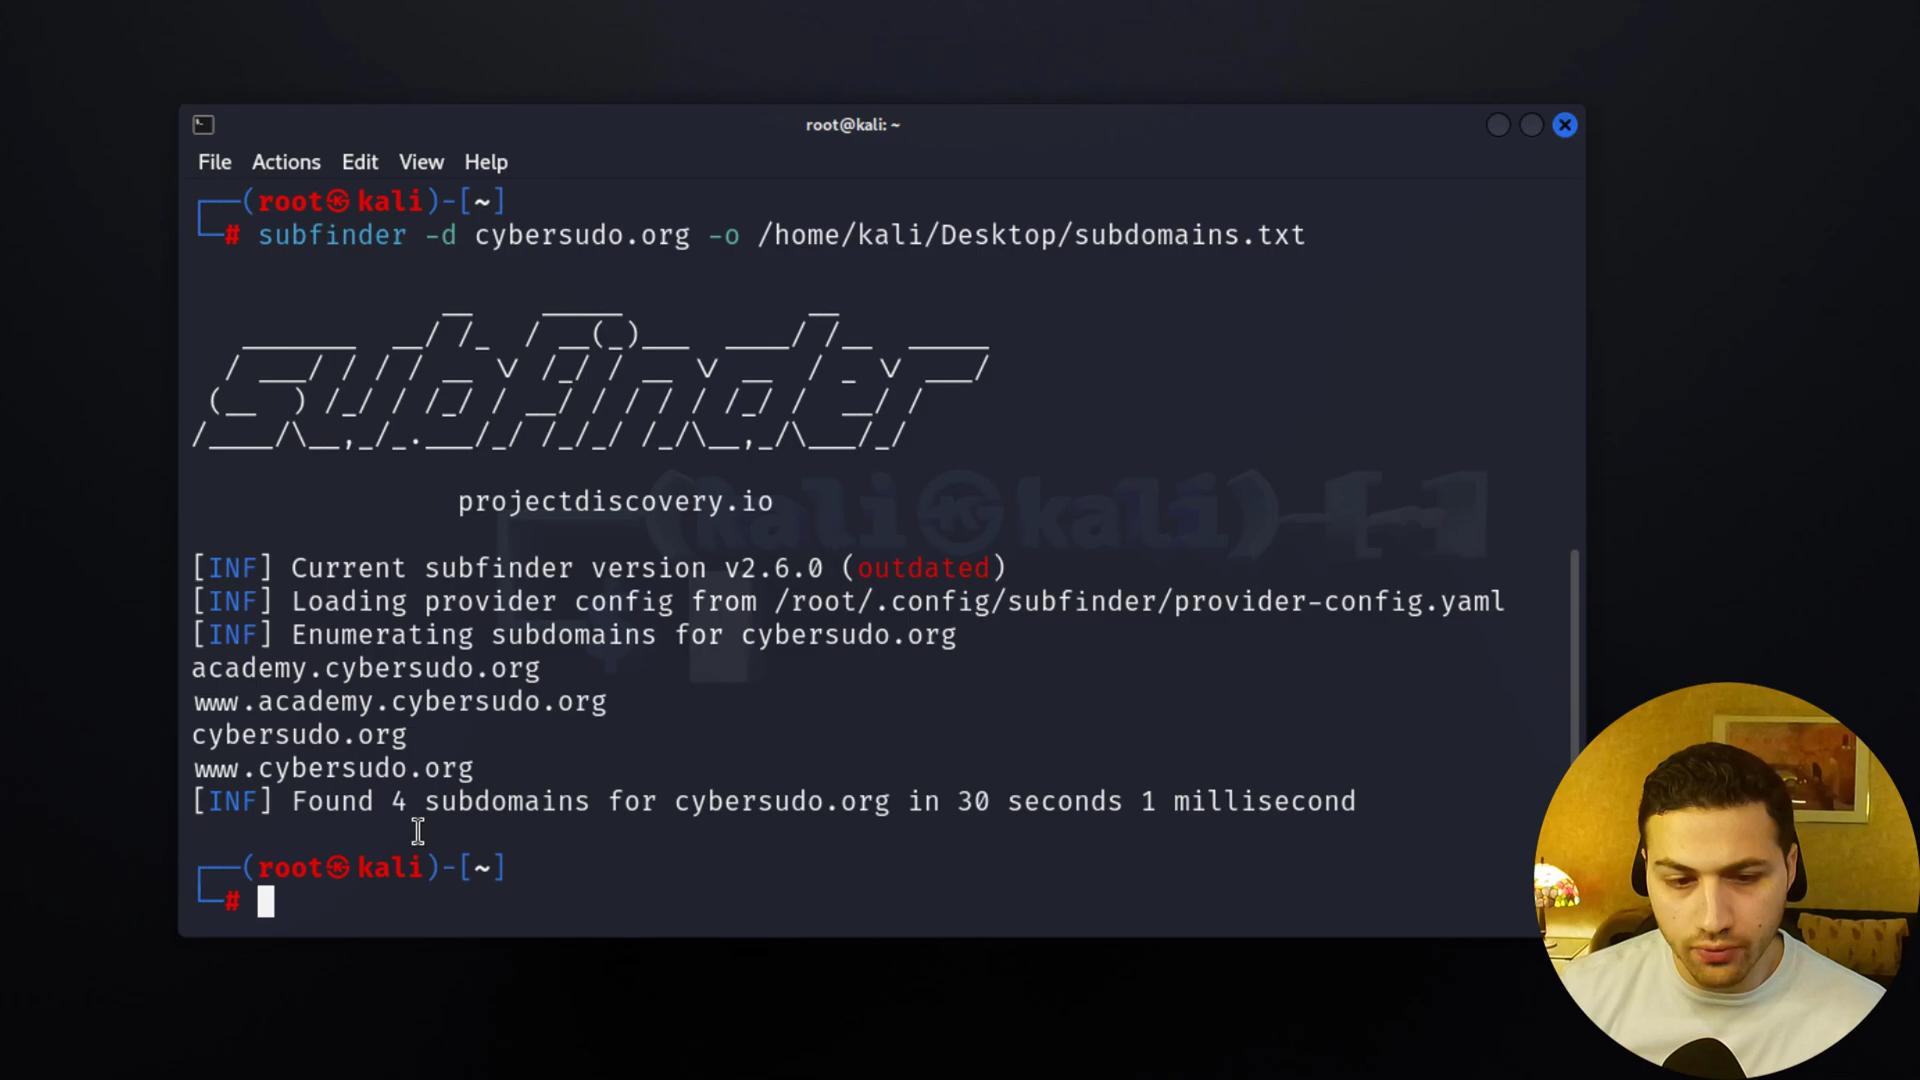 root@kali: ~
File Actions Edit View Help
┌──(root㉿kali)-[~]
└─# subfinder -d cybersudo.org -o /home/kali/Desktop/subdomains.txt
subfinder
projectdiscovery.io
[INF] Current subfinder version v2.6.0 (outdated)
[INF] Loading provider config from /root/.config/subfinder/provider-config.yaml
[INF] Enumerating subdomains for cybersudo.org
academy.cybersudo.org
www.academy.cybersudo.org
cybersudo.org
www.cybersudo.org
[INF] Found 4 subdomains for cybersudo.org in 30 seconds 1 millisecond
┌──(root㉿kali)-[~]
└─#
(kali㉿kali)-[~]